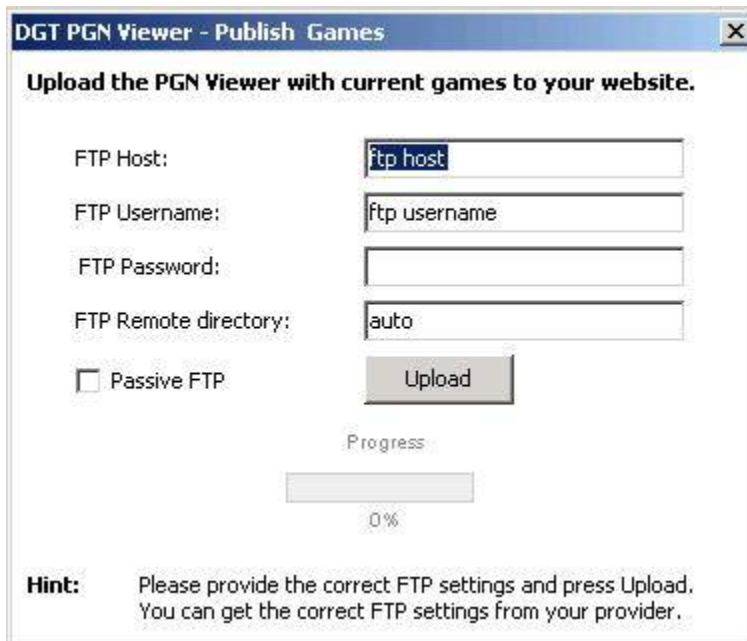 DGT PGN Viewer - Publish Games
Upload the PGN Viewer with current games to your website.
FTP Host: ftp host
FTP Username: ftp username
FTP Password:
FTP Remote directory: auto
Passive FTP Upload
Progress
0%
Hint: Please provide the correct FTP settings and press Upload.
You can get the correct FTP settings from your provider.